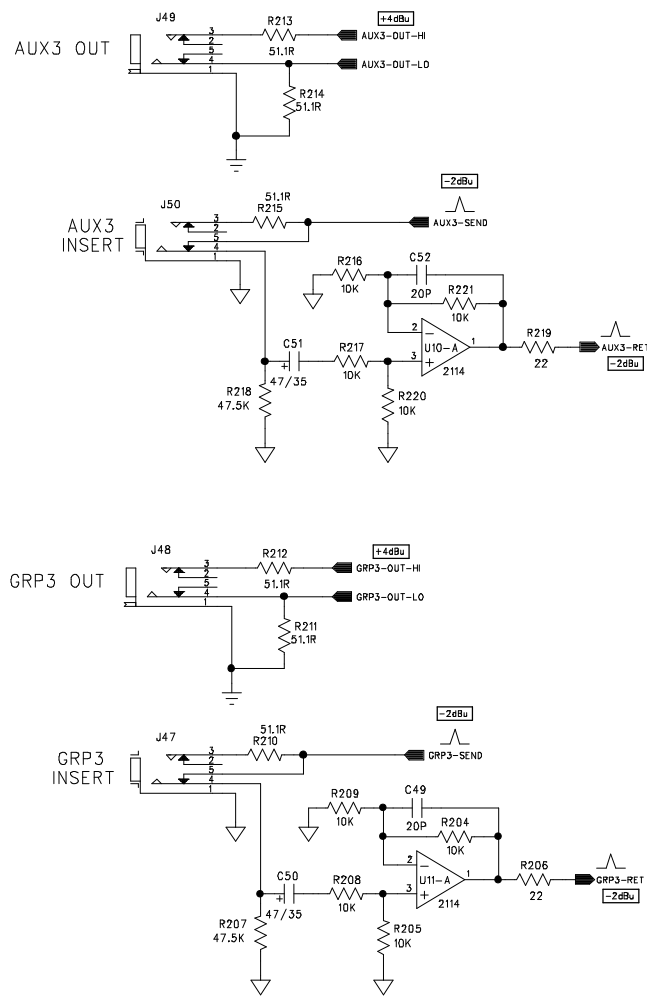 J49
R213
+4dBu
AUX3 OUT
3
2
5
4
1
51.1R
AUX3-OUT-HI
AUX3-OUT-LO
R214
51.1R
J50
51.1R
R215
-2dBu
AUX3
INSERT
3
2
5
4
1
AUX3-SEND
R216
10K
C52
20P
R221
10K
C51
47/35
R217
10K
2
3
1
U10-A
2114
R219
22
AUX3-RET
-2dBu
R218
47.5K
R220
10K
J48
R212
+4dBu
GRP3 OUT
3
2
5
4
1
51.1R
GRP3-OUT-HI
GRP3-OUT-LO
R211
51.1R
J47
51.1R
R210
-2dBu
GRP3
INSERT
3
2
5
4
1
GRP3-SEND
R209
10K
C49
20P
R204
10K
C50
47/35
R208
10K
2
3
1
U11-A
2114
R206
22
GRP3-RET
-2dBu
R207
47.5K
R205
10K